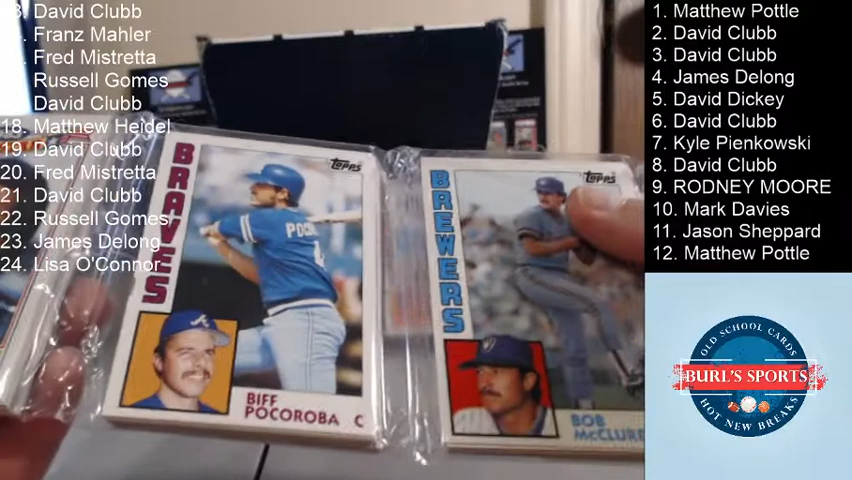 David Clubb
Franz Mahler
Fred Mistretta
Russell Gomes
David Clubb
18. Matthew Heidel
19. David Clubb
20. Fred Mistretta
21. David Clubb
22. Russell Gomes
23. James Delong
24. Lisa O'Connor
BRAVES
TOPPS
BIFF
POCOROBA C
BREWERS
TOPPS
BOB
McCLURE
1. Matthew Pottle
2. David Clubb
3. David Clubb
4. James Delong
5. David Dickey
6. David Clubb
7. Kyle Pienkowski
8. David Clubb
9. RODNEY MOORE
10. Mark Davies
11. Jason Sheppard
12. Matthew Pottle
OLD SCHOOL CARDS
BURL'S SPORTS
HOT NEW BREAKS